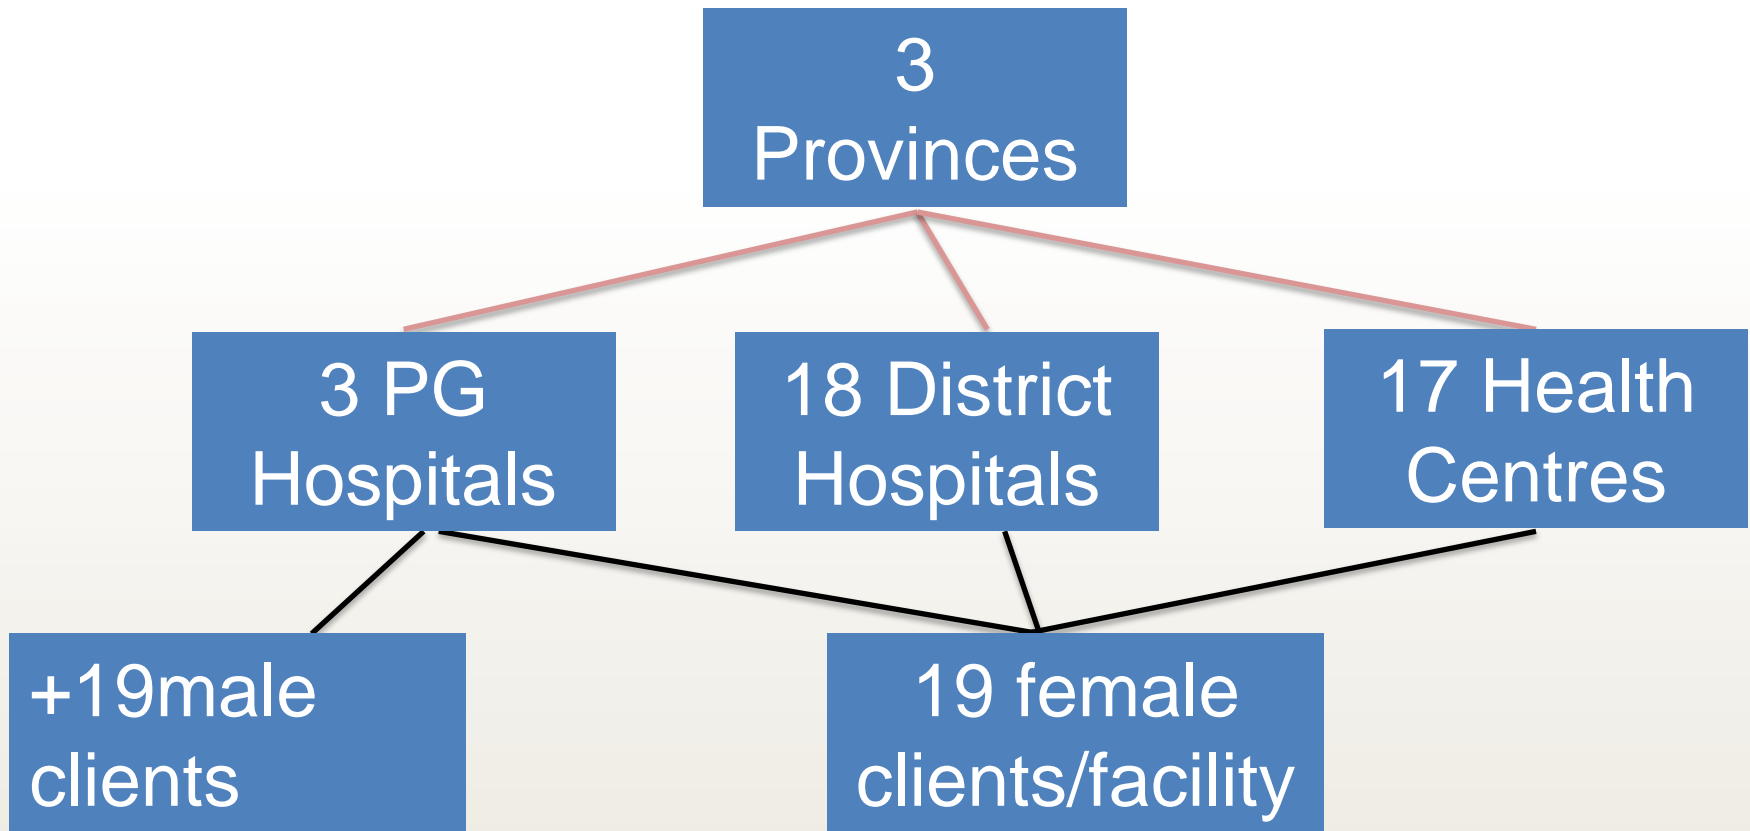 3
Provinces
3 PG
Hospitals
18 District
Hospitals
17 Health
Centres
+19male
clients
19 female
clients/facility